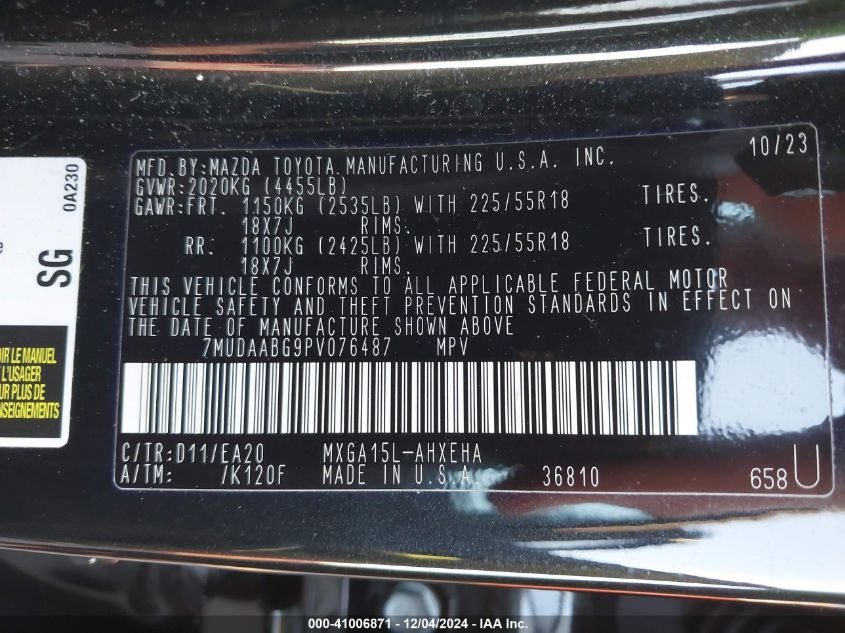 MFD.BY:MAZDA TOYOTA MANUFACTURING U.S.A. INC. 10/23
GVWR:2020KG (4455LB)
GAWR:FRT. 1150KG (2535LB) WITH 225/55R18 TIRES.
18X7J RIMS.
RR. 1100KG (2425LB) WITH 225/55R18 TIRES.
18X7J RIMS.
THIS VEHICLE CONFORMS TO ALL APPLICABLE FEDERAL MOTOR
VEHICLE SAFETY AND THEFT PREVENTION STANDARDS IN EFFECT ON
THE DATE OF MANUFACTURE SHOWN ABOVE
7MUDAABG9PV076487 MPV
C/TR:D11/EA20 MXGA15L-AHXEHA
A/TM: /K120F MADE IN U.S.A. 36810 658U
0A230
SG
LE MANUEL
L'USAGER
UR PLUS DE
NSEIGNEMENTS
000-41006871 - 12/04/2024 - IAA Inc.